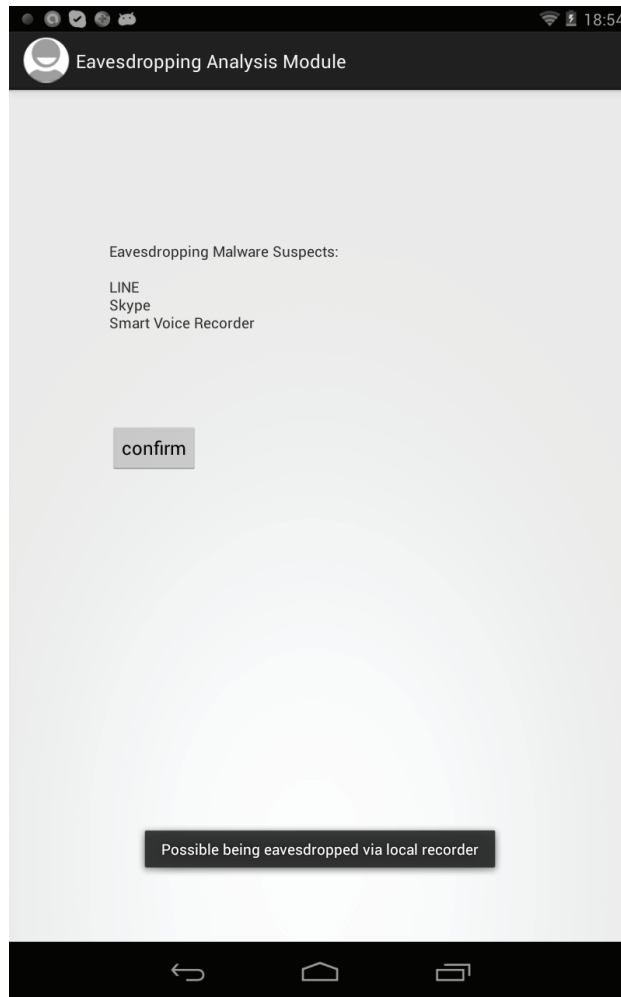 18:54
Eavesdropping Analysis Module
Eavesdropping Malware Suspects:
LINE
Skype
Smart Voice Recorder
confirm
Possible being eavesdropped via local recorder